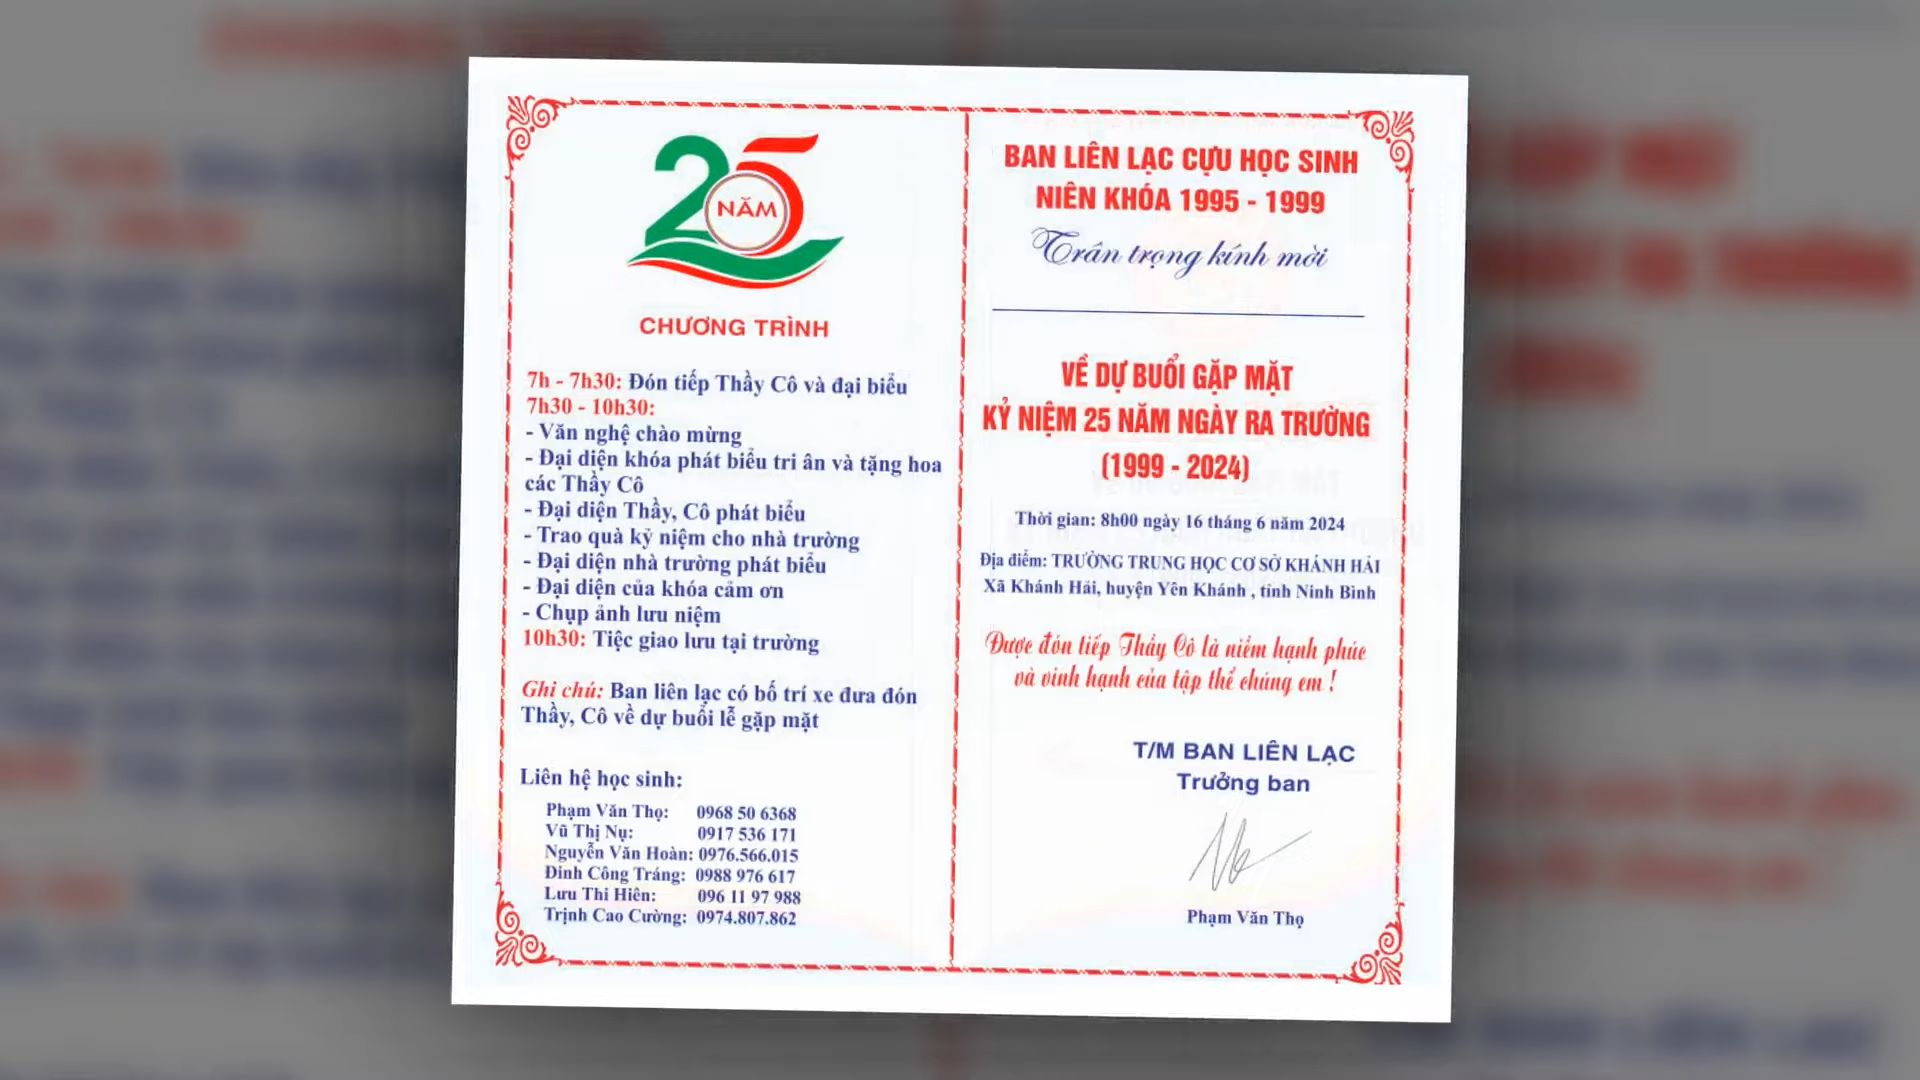 25 NĂM
CHƯƠNG TRÌNH
7h - 7h30: Đón tiếp Thầy Cô và đại biểu
7h30 - 10h30:
- Văn nghệ chào mừng
- Đại diện khóa phát biểu tri ân và tặng hoa
các Thầy Cô
- Đại diện Thầy, Cô phát biểu
- Trao quà kỷ niệm cho nhà trường
- Đại diện nhà trường phát biểu
- Đại diện của khóa cảm ơn
- Chụp ảnh lưu niệm
10h30: Tiệc giao lưu tại trường
Ghi chú: Ban liên lạc có bố trí xe đưa đón
Thầy, Cô về dự buổi lễ gặp mặt
Liên hệ học sinh:
Phạm Văn Thọ: 0968 50 6368
Vũ Thị Nụ: 0917 536 171
Nguyễn Văn Hoàn: 0976.566.015
Đinh Công Tráng: 0988 976 617
Lưu Thi Hiên: 096 11 97 988
Trịnh Cao Cường: 0974.807.862
BAN LIÊN LẠC CỰU HỌC SINH
NIÊN KHÓA 1995 - 1999
Trân trọng kính mời
VỀ DỰ BUỔI GẶP MẶT
KỶ NIỆM 25 NĂM NGÀY RA TRƯỜNG
(1999 - 2024)
Thời gian: 8h00 ngày 16 tháng 6 năm 2024
Địa điểm: TRƯỜNG TRUNG HỌC CƠ SỞ KHÁNH HẢI
Xã Khánh Hải, huyện Yên Khánh , tỉnh Ninh Bình
Được đón tiếp Thầy Cô là niềm hạnh phúc
và vinh hạnh của tập thể chúng em !
T/M BAN LIÊN LẠC
Trưởng ban
Phạm Văn Thọ